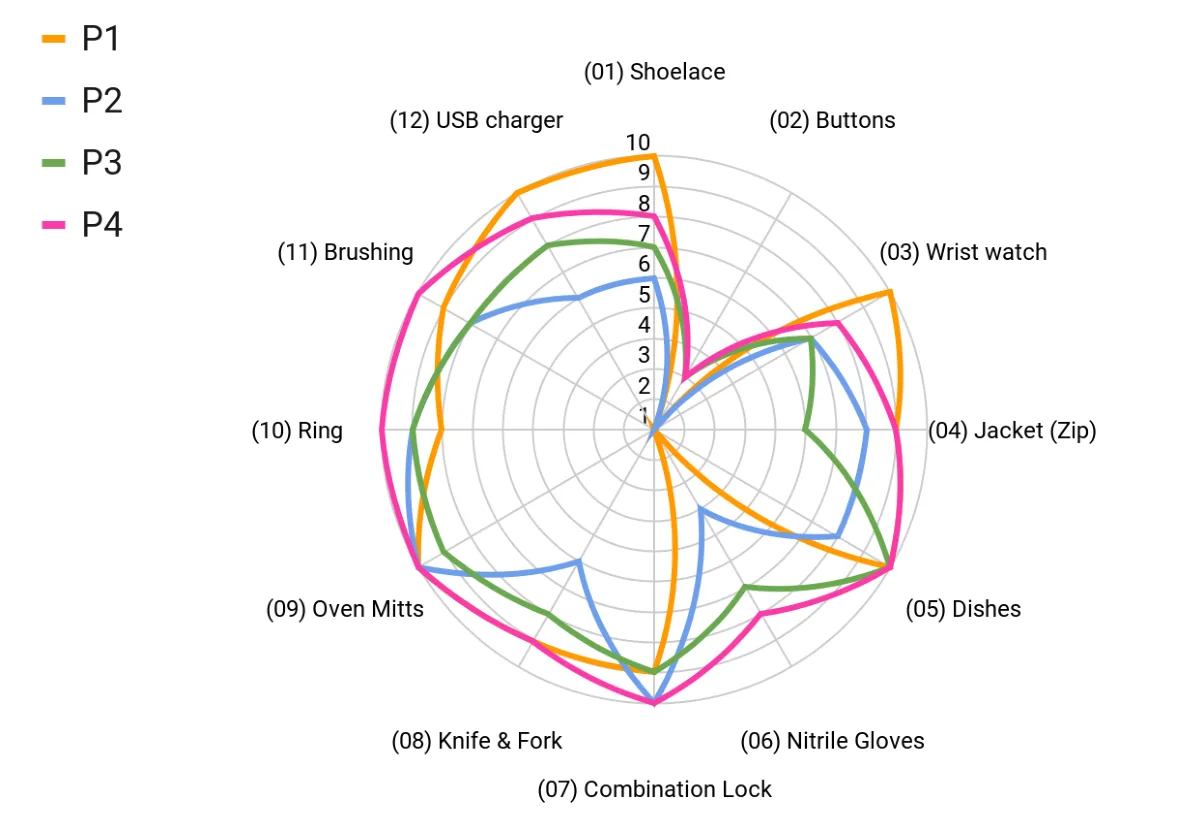 P1
P2
P3
P4
(01) Shoelace
(12) USB charger
(02) Buttons
10
9
8
7
6
5
4
3
2
1
(11) Brushing
(03) Wrist watch
(10) Ring
(04) Jacket (Zip)
(09) Oven Mitts
(05) Dishes
(08) Knife & Fork
(06) Nitrile Gloves
(07) Combination Lock